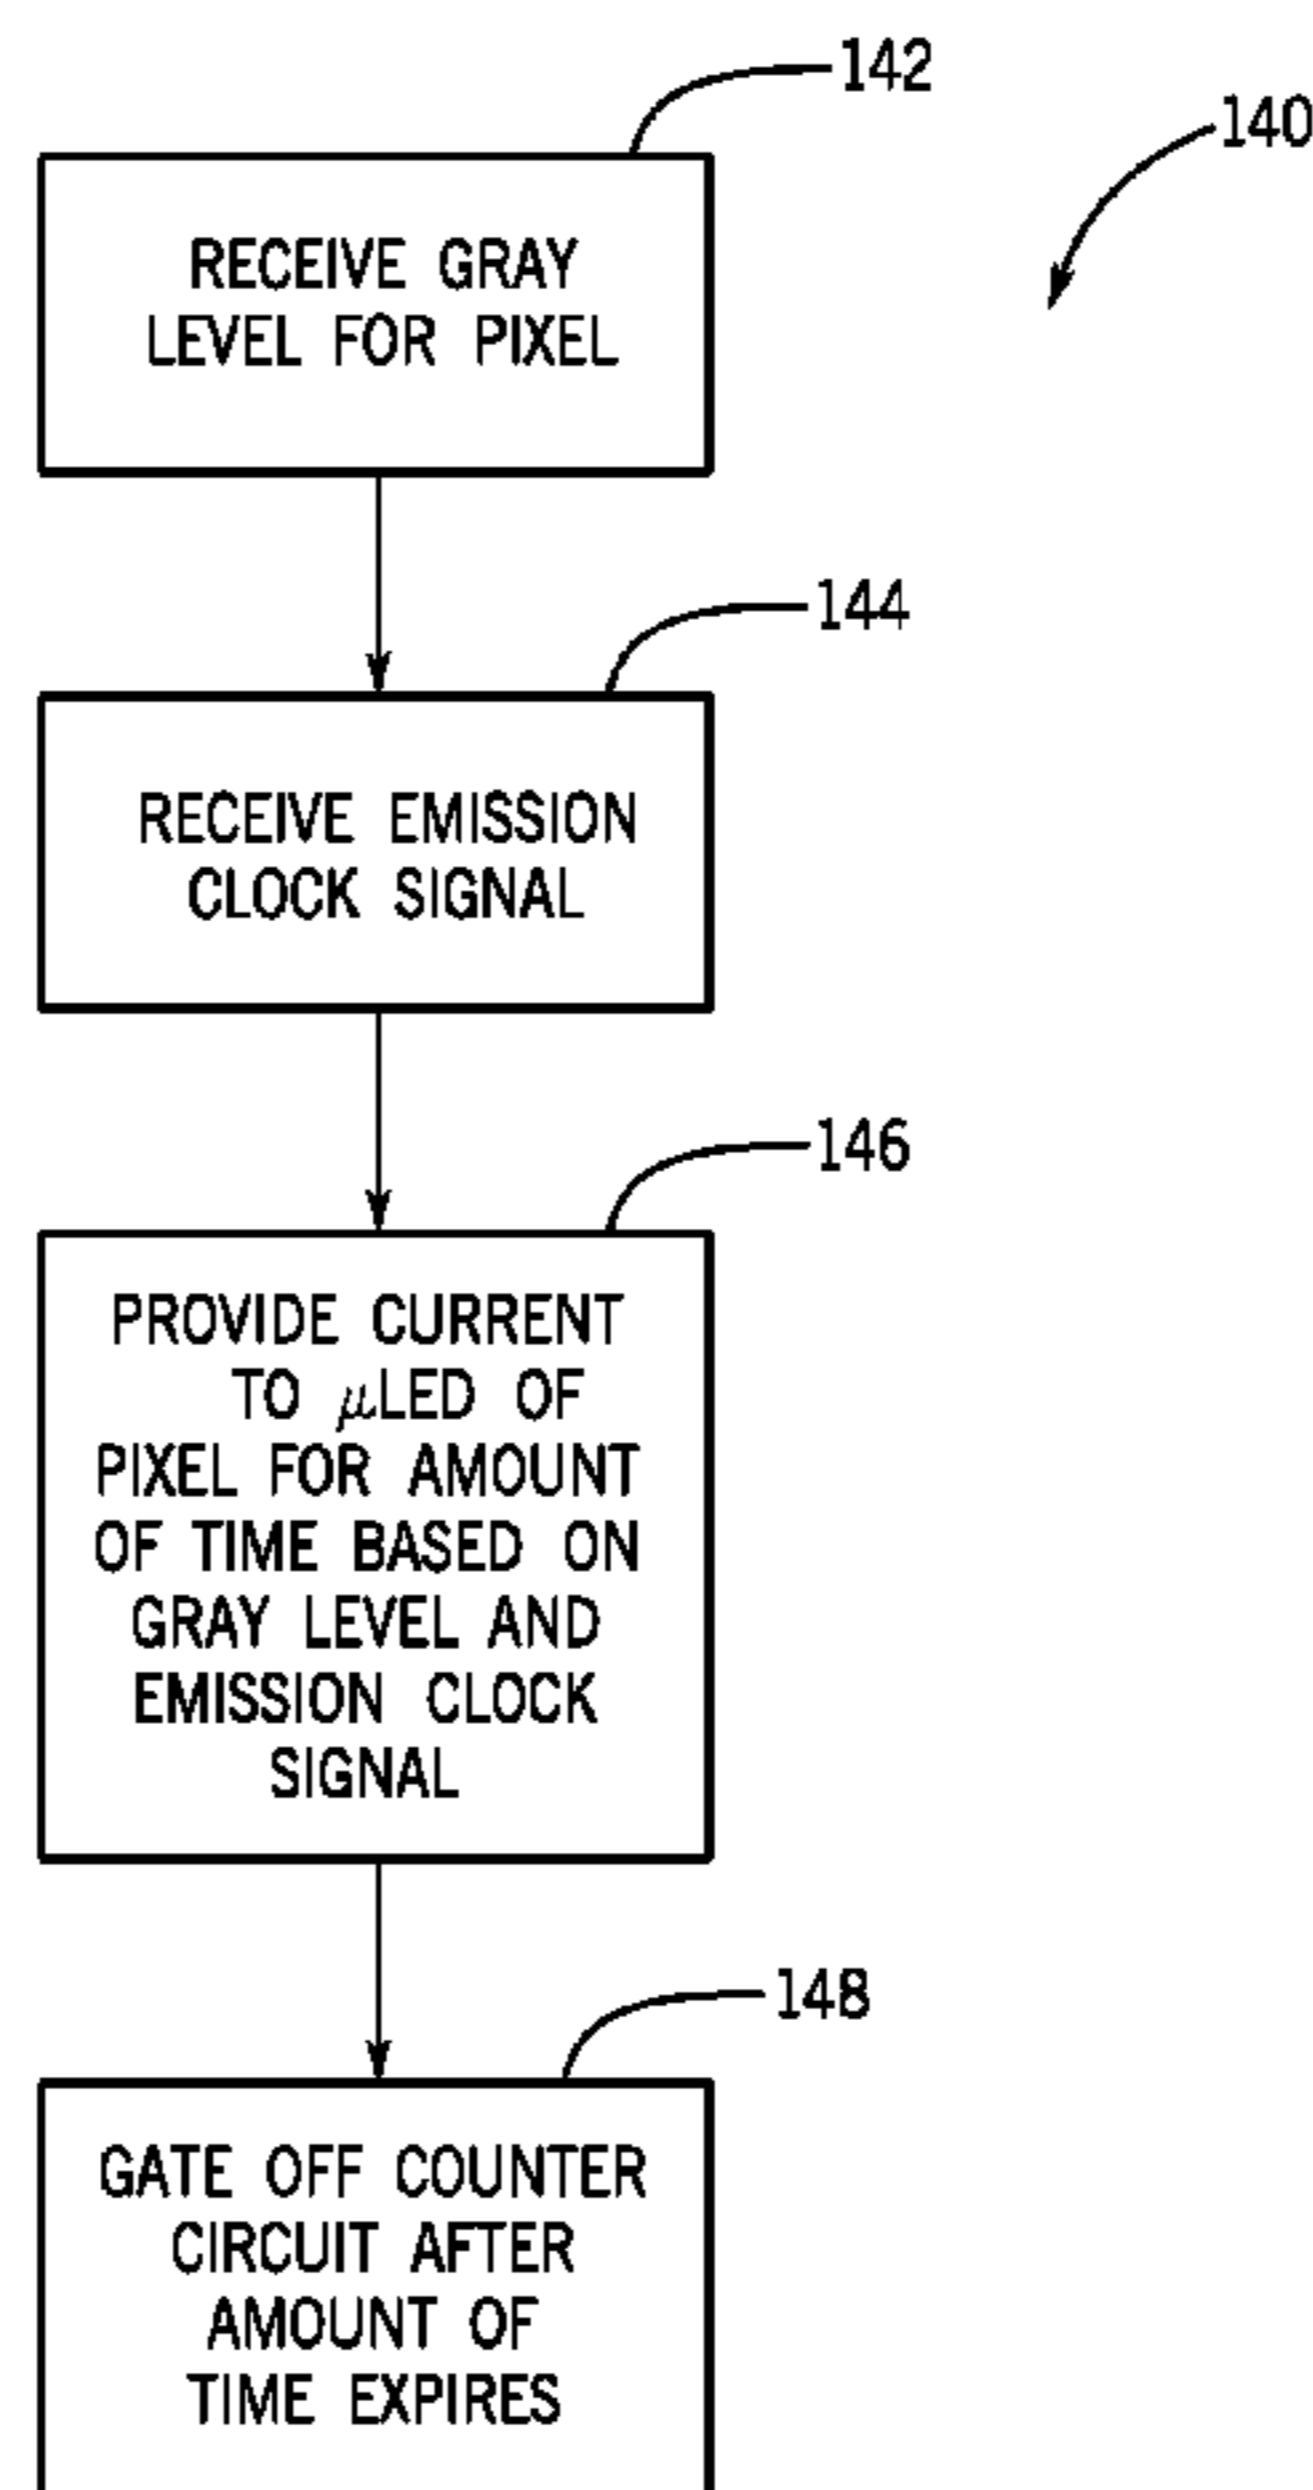 142
140
RECEIVE GRAY
LEVEL FOR PIXEL
144
RECEIVE EMISSION
CLOCK SIGNAL
146
PROVIDE CURRENT
TO μLED OF
PIXEL FOR AMOUNT
OF TIME BASED ON
GRAY LEVEL AND
EMISSION CLOCK
SIGNAL
148
GATE OFF COUNTER
CIRCUIT AFTER
AMOUNT OF
TIME EXPIRES